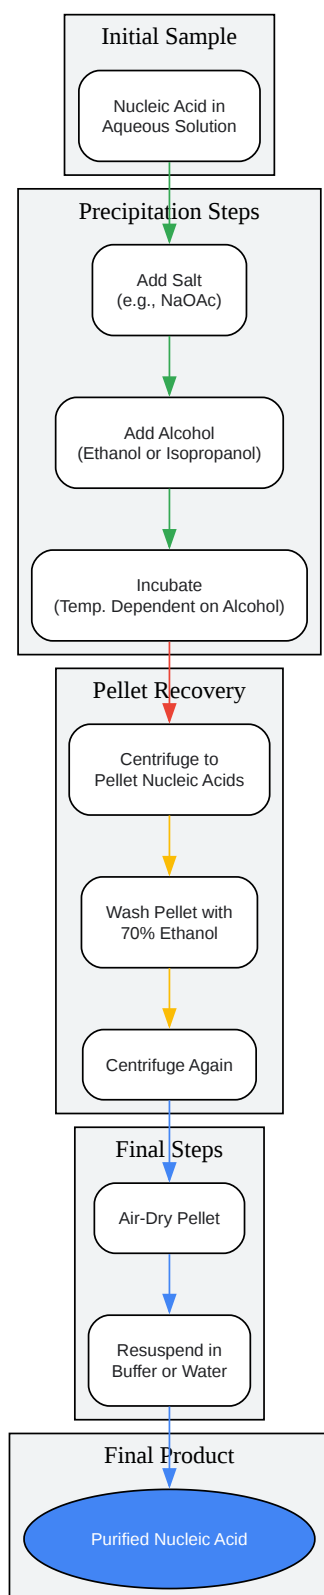 Initial Sample
Nucleic Acid in
Aqueous Solution
Precipitation Steps
Add Salt
(e.g., NaOAc)
Add Alcohol
(Ethanol or Isopropanol)
Incubate
(Temp. Dependent on Alcohol)
Pellet Recovery
Centrifuge to
Pellet Nucleic Acids
Wash Pellet with
70% Ethanol
Centrifuge Again
Final Steps
Air-Dry Pellet
Resuspend in
Buffer or Water
Final Product
Purified Nucleic Acid